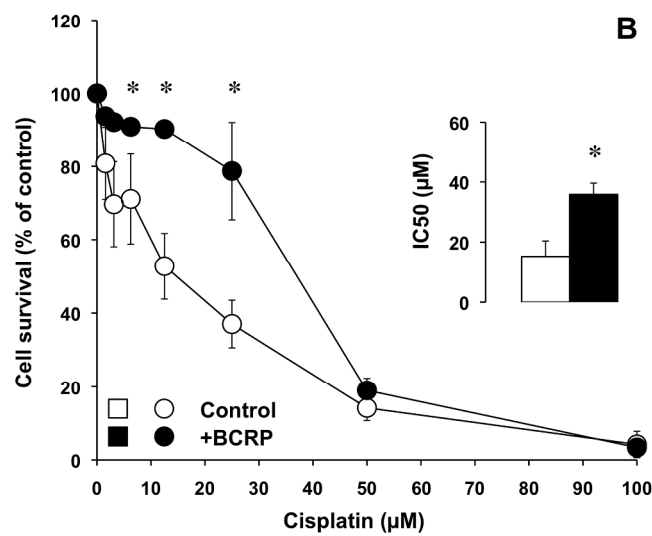 B
120
100
80
60
40
20
0
Cell survival (% of control)
* * *
Control
+BCRP
0 10 20 30 40 50 60 70 80 90 100
Cisplatin (µM)
60
40
20
0
IC50 (µM)
*